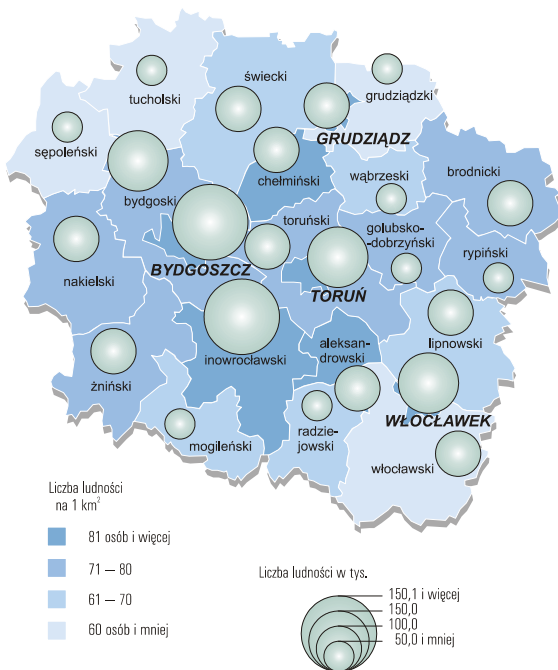 świecki
tucholski
grudziądzki
GRUDZIĄDZ
sępoleński
chełmiński
wąbrzeski
brodnicki
bydgoski
toruński
golubsko-
-dobrzyński
rypiński
BYDGOSZCZ
nakielski
TORUŃ
lipnowski
aleksan-
drowski
inowrocławski
żniński
WŁOCŁAWEK
radzie-
jowski
mogileński
włocławski
Liczba ludności
na 1 km²
81 osób i więcej
71 — 80
61 — 70
60 osób i mniej
Liczba ludności w tys.
150,1 i więcej
150,0
100,0
50,0 i mniej